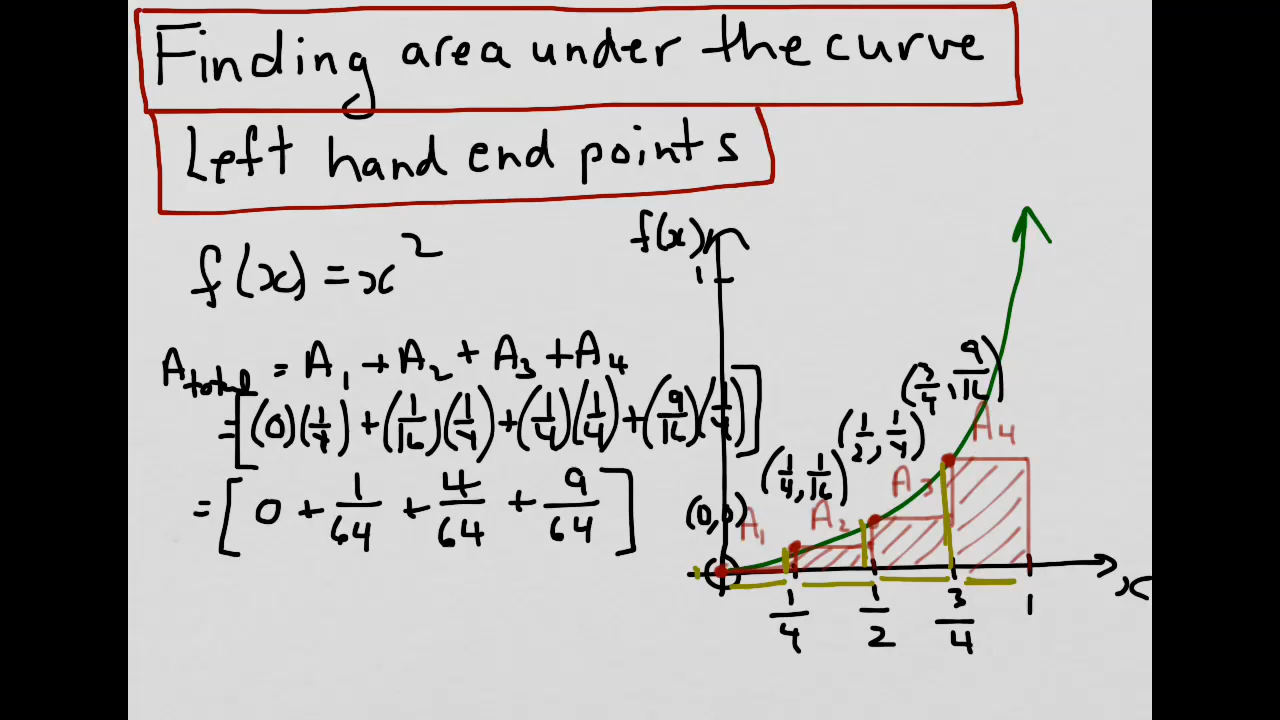 Finding area under the curve
Left hand end points
f(x) = x²
A_total = A₁ + A₂ + A₃ + A₄
= [(0)(1/4) + (1/16)(1/4) + (1/4)(1/4) + (9/16)(1/4)]
= [0 + 1/64 + 4/64 + 9/64]
f(x)
1
(3/4, 9/16)
A₄
(1/2, 1/4)
(1/4, 1/16)
A₃
(0,0)
A₁
A₂
x
1/4 1/2 3/4 1